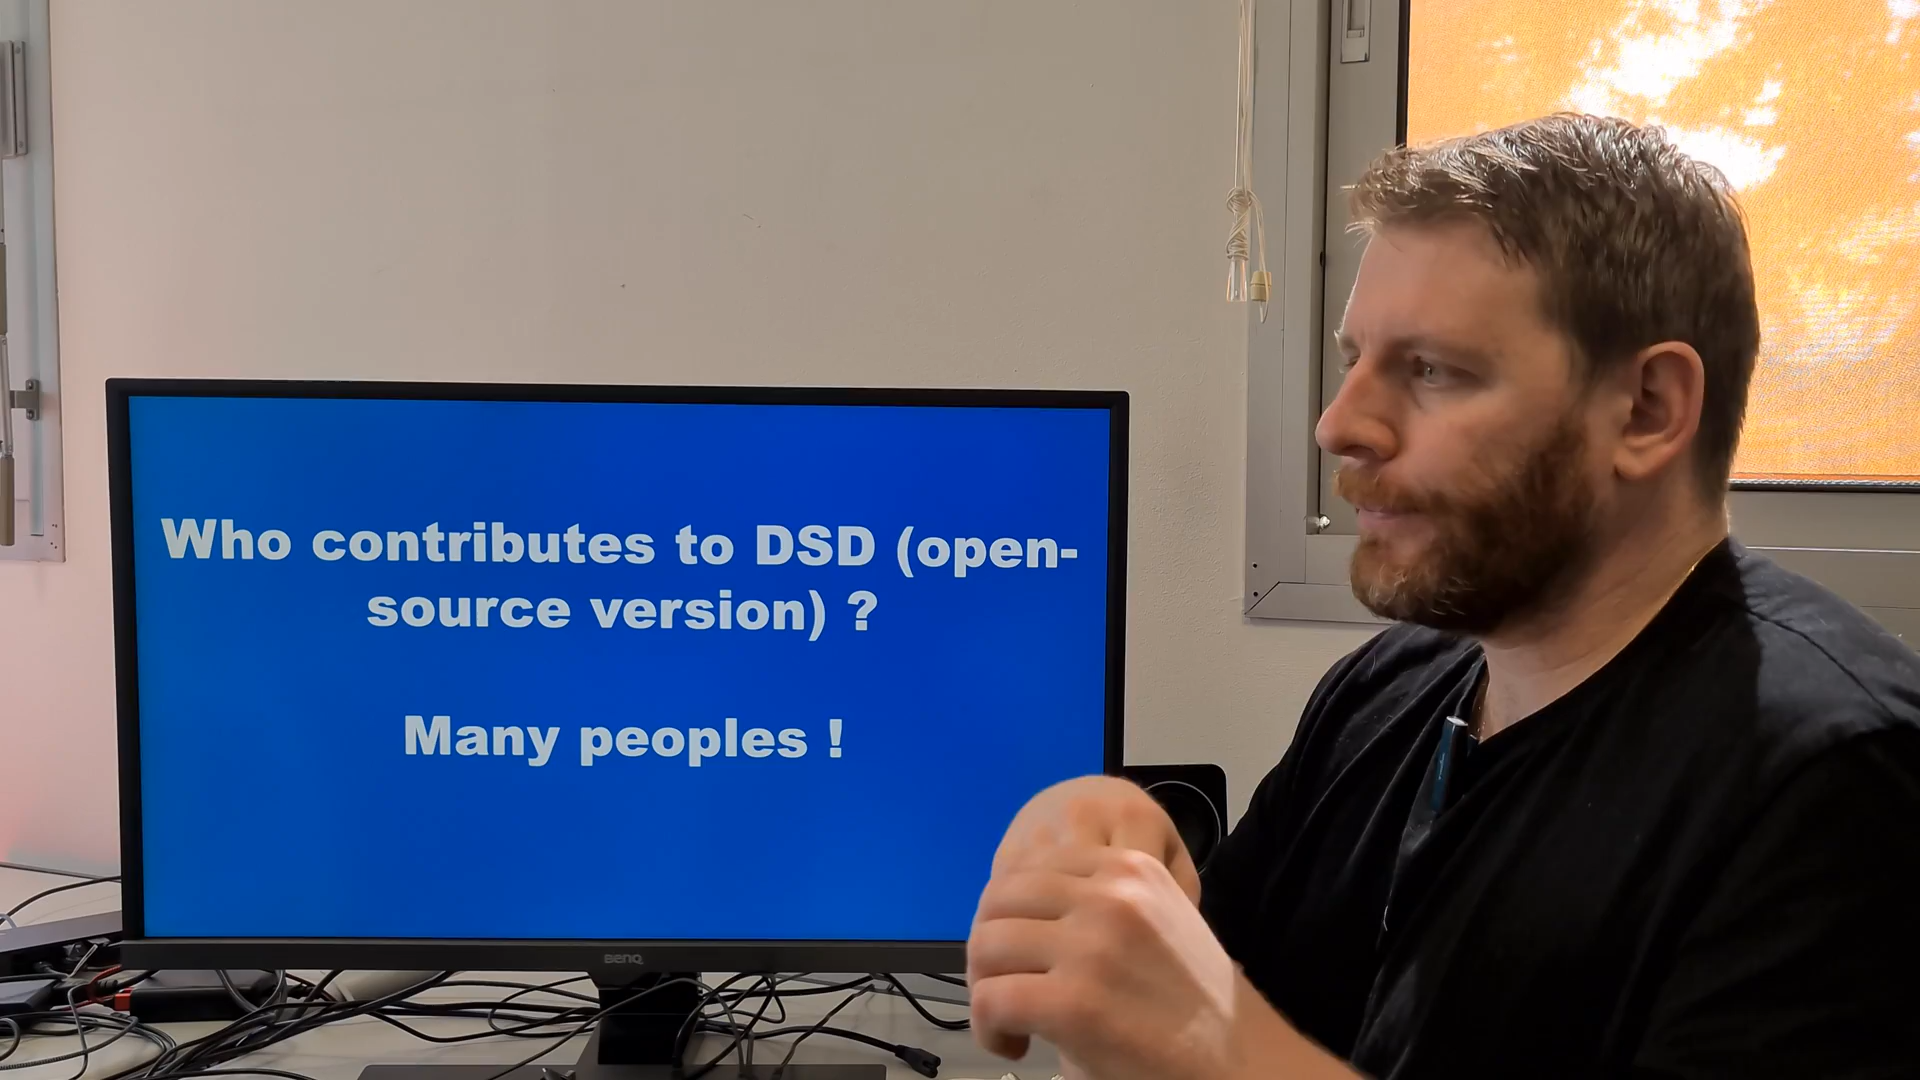 Who contributes to DSD (open-
source version) ?
Many peoples !
BenQ